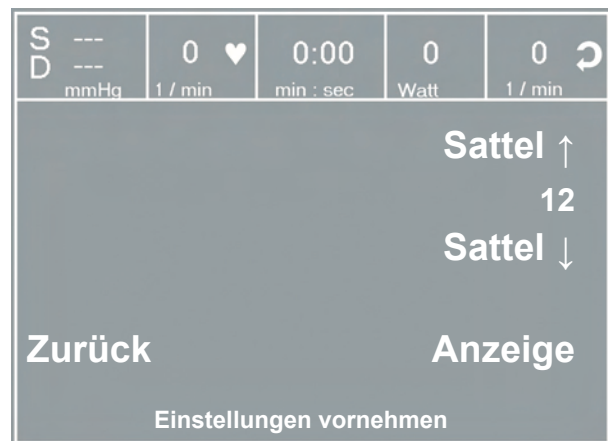 S --- 0 ♥ 0:00 0 0
D ---
mmHg 1 / min min : sec Watt 1 / min
Sattel ↑
12
Sattel ↓
Zurück Anzeige
Einstellungen vornehmen